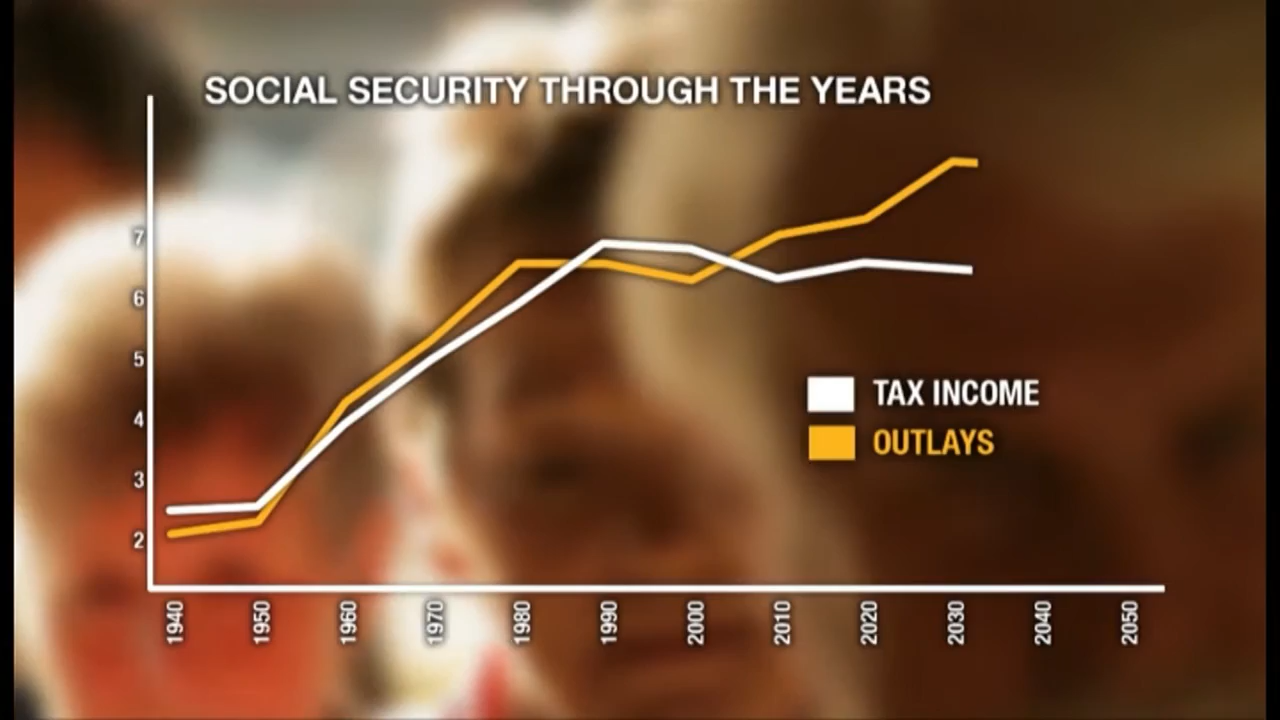 SOCIAL SECURITY THROUGH THE YEARS
7
6
5
4
3
2
TAX INCOME
OUTLAYS
1940 1950 1960 1970 1980 1990 2000 2010 2020 2030 2040 2050